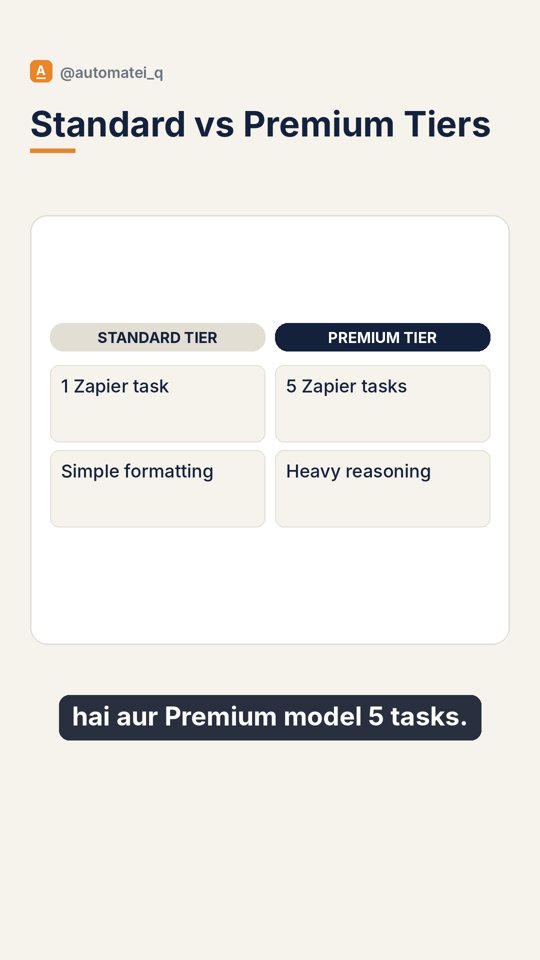 A
@automatei_q
Standard vs Premium Tiers
STANDARD TIER
PREMIUM TIER
1 Zapier task
5 Zapier tasks
Simple formatting
Heavy reasoning
hai aur Premium model 5 tasks.